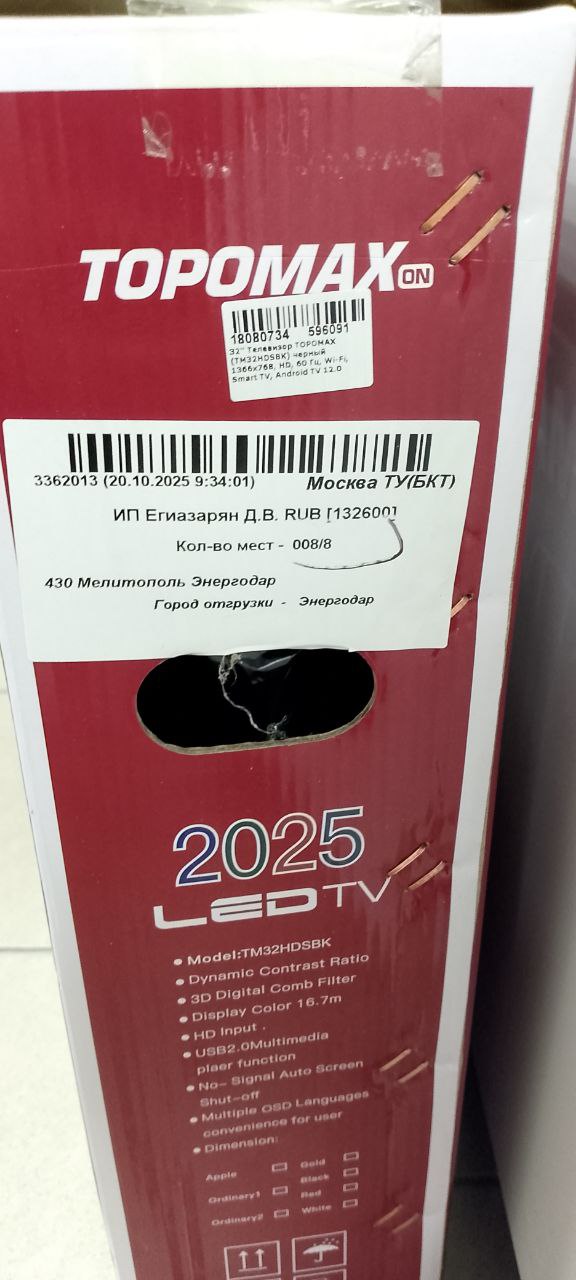 TOPOMAX ON
18080734 596091
32" Телевизор TOPOMAX
(TM32HDSBK) черный
1366x768, HD, 60 Гц, Wi-Fi,
Smart TV, Android TV 12.0
3362013 (20.10.2025 9:34:01) Москва ТУ(БКТ)
ИП Егиазарян Д.В. RUB [132600]
Кол-во мест - 008/8
430 Мелитополь Энергодар
Город отгрузки - Энергодар
2025
LED TV
• Model:TM32HDSBK
• Dynamic Contrast Ratio
• 3D Digital Comb Filter
• Display Color 16.7m
• HD Input .
• USB2.0Multimedia
plaer function
• No- Signal Auto Screen
Shut-off
• Multiple OSD Languages
convenience for user
• Dimension:
Apple Gold
Black
Ordinary1 Red
Ordinary2 White